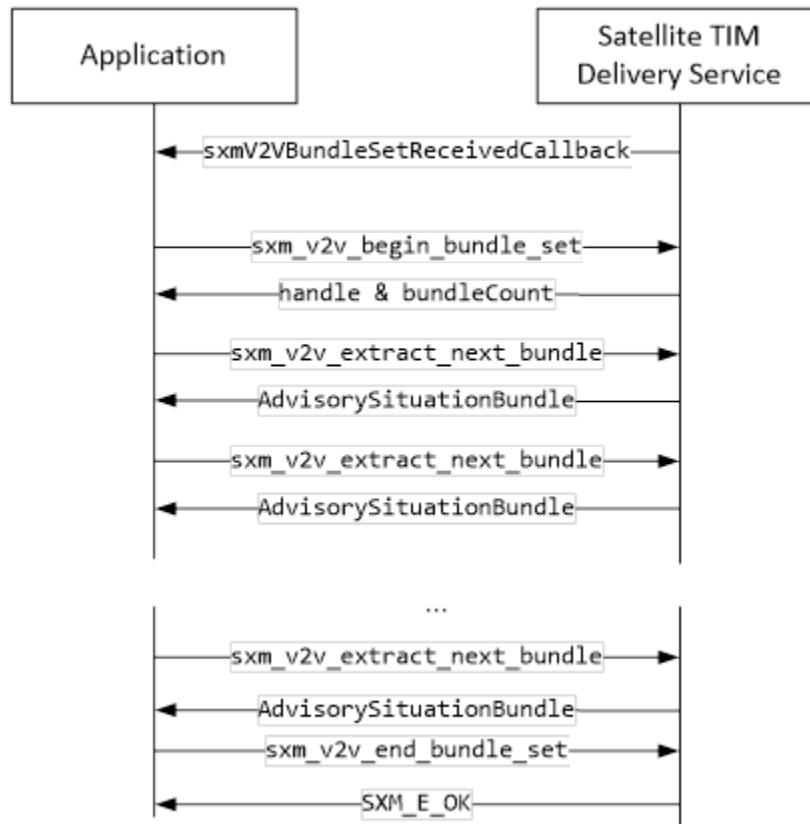 Application
Satellite TIM
Delivery Service
sxmV2VBundleSetReceivedCallback
sxm_v2v_begin_bundle_set
handle & bundleCount
sxm_v2v_extract_next_bundle
AdvisorySituationBundle
sxm_v2v_extract_next_bundle
AdvisorySituationBundle
...
sxm_v2v_extract_next_bundle
AdvisorySituationBundle
sxm_v2v_end_bundle_set
SXM_E_OK